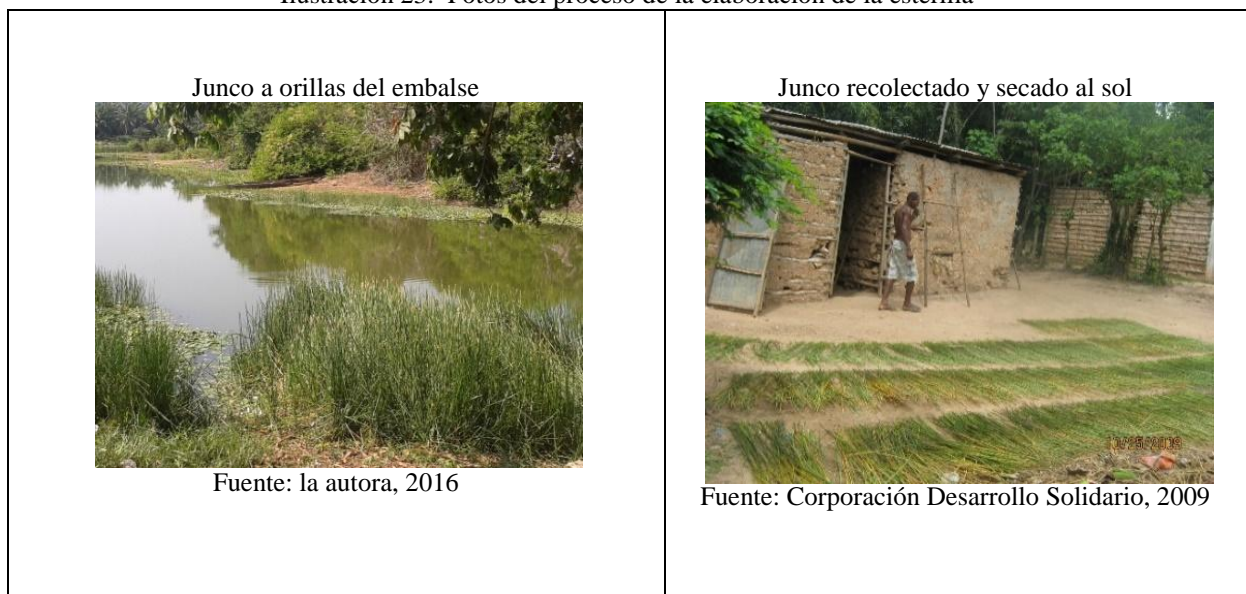 Ilustración 25. Fotos del proceso de la elaboración de la esterilla
Junco a orillas del embalse
Junco recolectado y secado al sol
Fuente: la autora, 2016
Fuente: Corporación Desarrollo Solidario, 2009